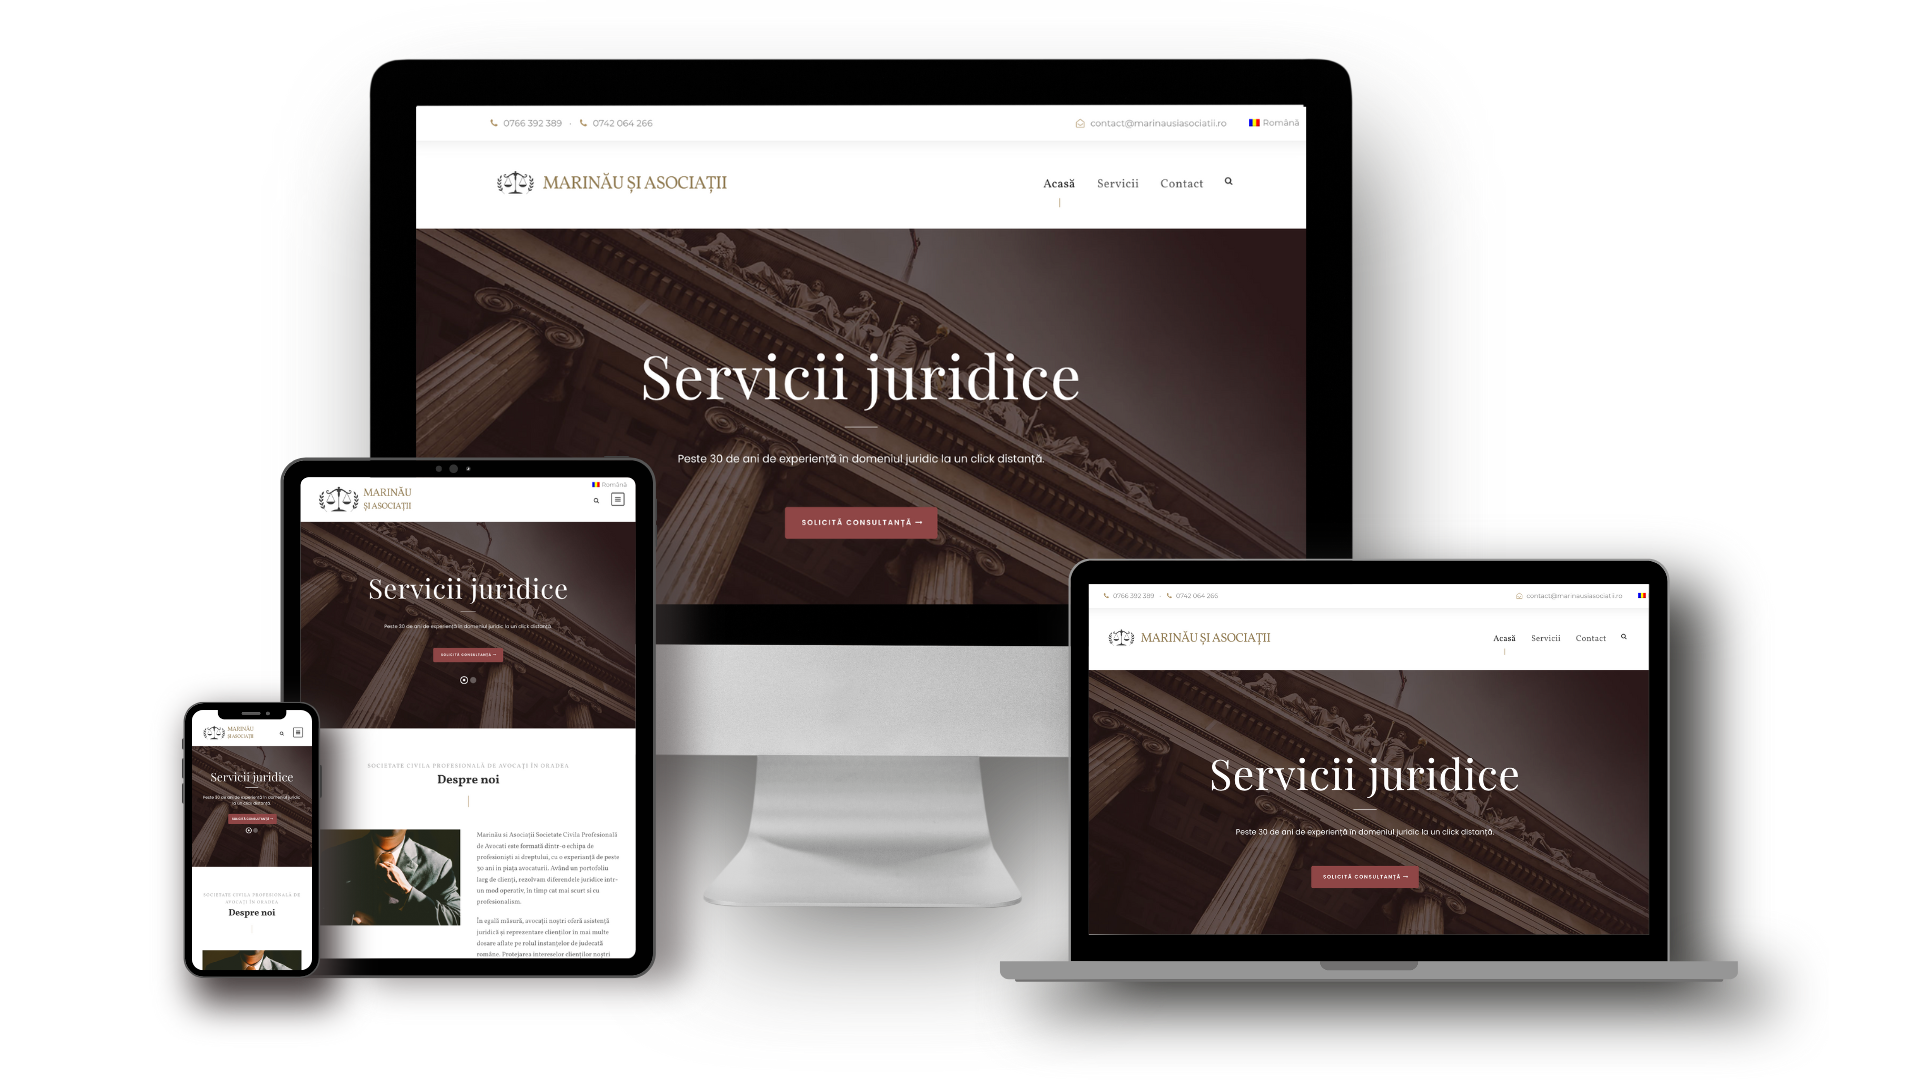 0766 392 389 · 0742 064 266
contact@marinausiasociatii.ro
Română
MARINĂU ȘI ASOCIAȚII
Acasă Servicii Contact
Servicii juridice
Peste 30 de ani de experiență în domeniul juridic la un click distanță.
SOLICITĂ CONSULTANȚĂ →
MARINĂU
ȘI ASOCIAȚII
Română
Servicii juridice
Peste 30 de ani de experiență în domeniul juridic la un click distanță.
SOLICITĂ CONSULTANȚĂ →
SOCIETATE CIVILA PROFESIONALĂ DE AVOCAȚI ÎN ORADEA
Despre noi
Marinău si Asociații Societate Civila Profesională
de Avocati este formată dintr-o echipa de
profesioniști ai dreptului, cu o experiență de peste
30 ani in piața avocaturii. Având un portofoliu
larg de clienți, rezolvam diferendele juridice intr-
un mod operativ, în timp cat mai scurt si cu
profesionalism.
În egală măsură, avocații noștri oferă asistență
juridică și reprezentare clienților în mai multe
dosare aflate pe rolul instanțelor de judecată
române. Protejarea intereselor clienților noștri
MARINĂU
ȘI ASOCIAȚII
Servicii juridice
Peste 30 de ani de experiență în domeniul juridic
la un click distanță.
SOLICITĂ CONSULTANȚĂ →
SOCIETATE CIVILA PROFESIONALĂ DE
AVOCAȚI ÎN ORADEA
Despre noi
0766 392 389 · 0742 064 266
contact@marinausiasociatii.ro
MARINĂU ȘI ASOCIAȚII
Acasă Servicii Contact
Servicii juridice
Peste 30 de ani de experiență în domeniul juridic la un click distanță.
SOLICITĂ CONSULTANȚĂ →